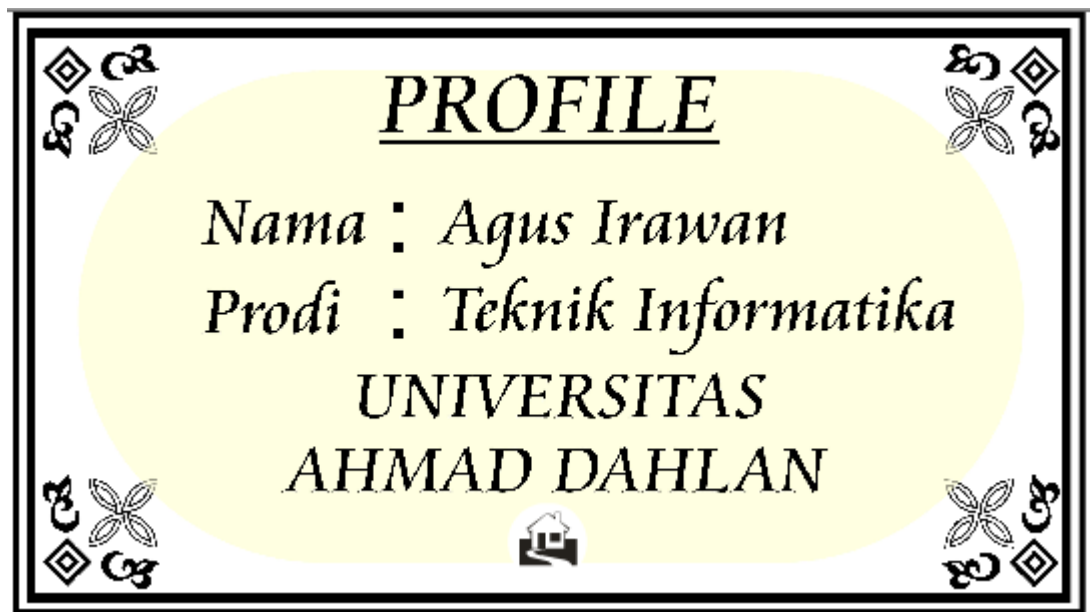 PROFILE
Nama : Agus Irawan
Prodi : Teknik Informatika
UNIVERSITAS
AHMAD DAHLAN